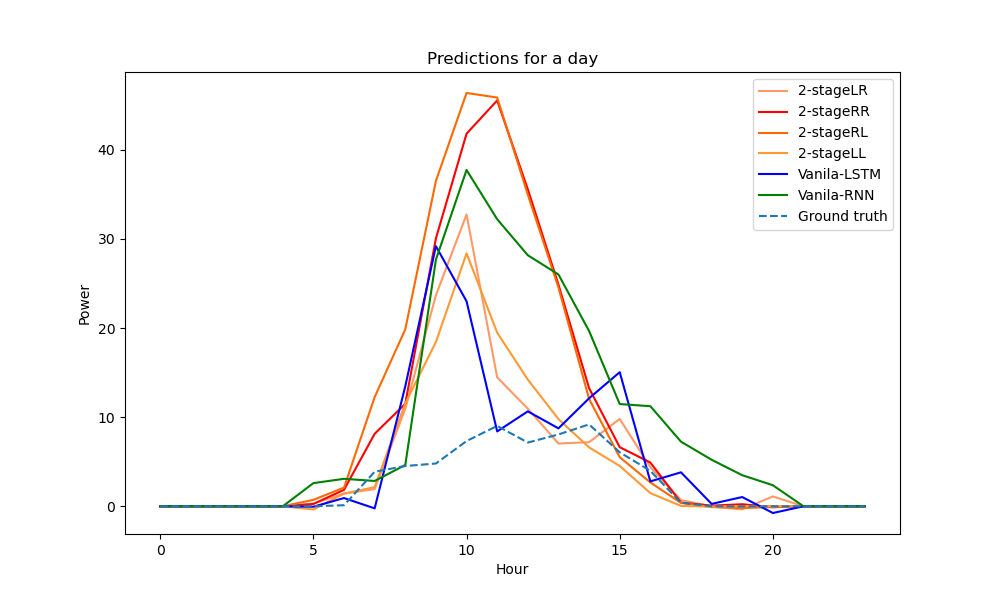 Predictions for a day
2-stageLR
2-stageRR
2-stageRL
2-stageLL
Vanila-LSTM
Vanila-RNN
Ground truth
40
30
20
10
0
Power
0 5 10 15 20
Hour